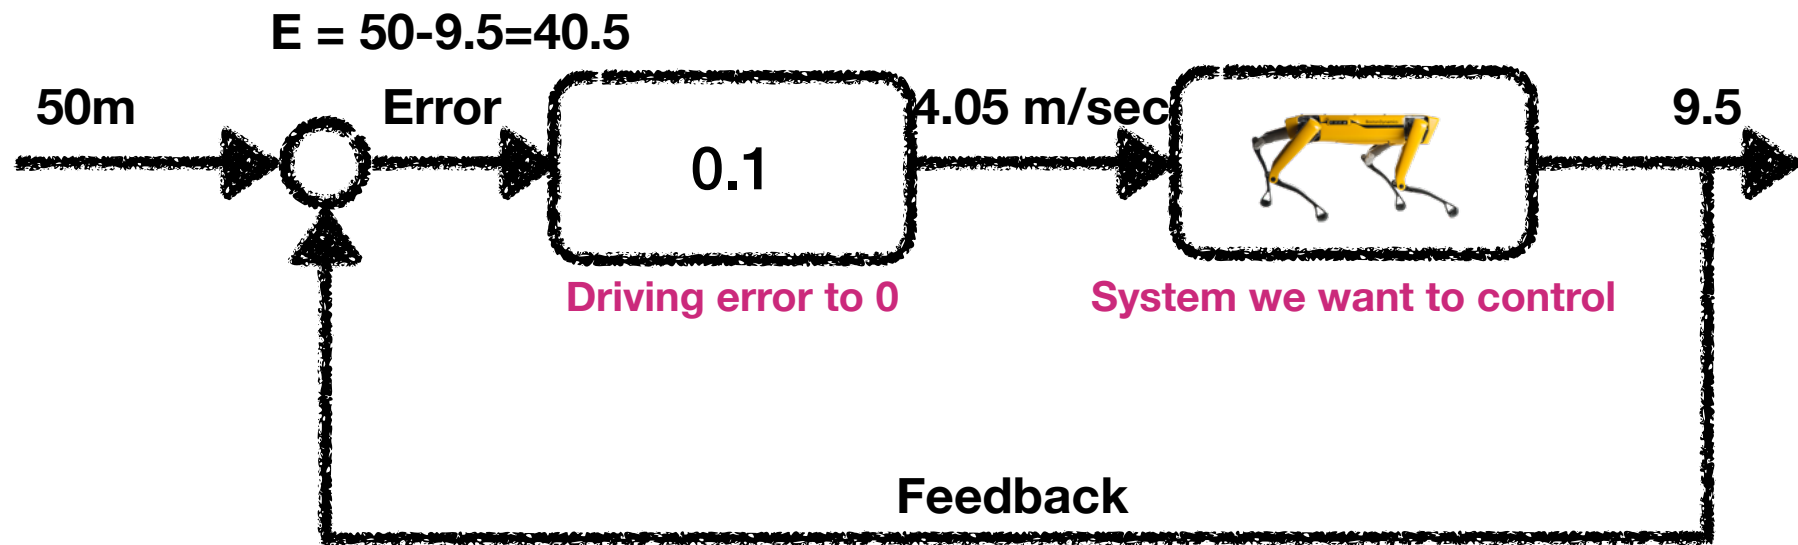 E = 50-9.5=40.5
50m
Error
4.05 m/sec
9.5
0.1
Driving error to 0
System we want to control
Feedback